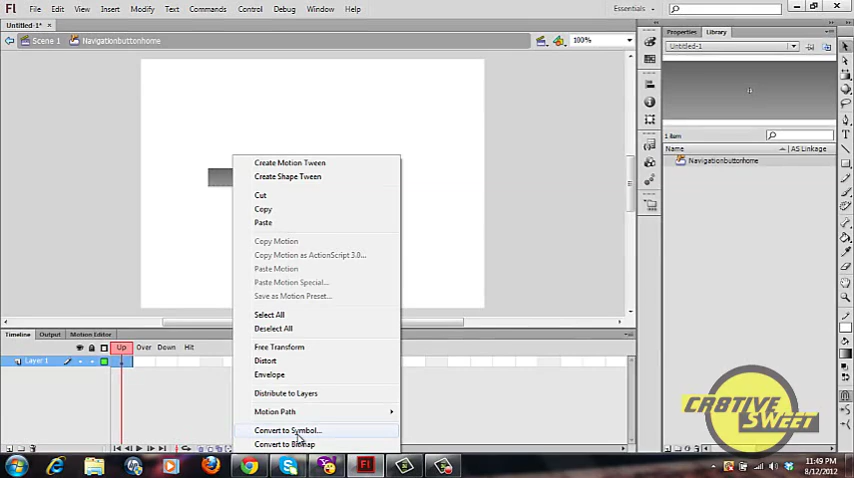 Fl File Edit View Insert Modify Text Commands Control Debug Window Help Essentials
Untitled-1* ×
Scene 1 Navigationbuttonhome 100%
Properties Library
Untitled-1
1 item
Name AS Linkage
Navigationbuttonhome
Create Motion Tween
Create Shape Tween
Cut
Copy
Paste
Copy Motion
Copy Motion as ActionScript 3.0...
Paste Motion
Paste Motion Special...
Save as Motion Preset...
Select All
Deselect All
Free Transform
Distort
Envelope
Distribute to Layers
Motion Path
Convert to Symbol...
Convert to Bitmap
Timeline Output Motion Editor
Up Over Down Hit
Layer 1
CR8TIVE
SWEET
Fl
11:49 PM
8/12/2012